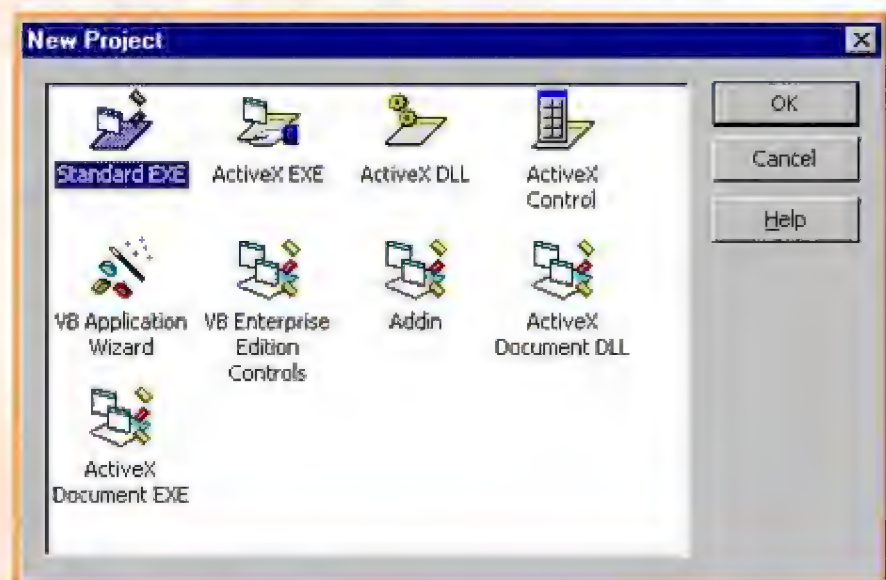 New Project
OK
Cancel
Help
Standard EXE
ActiveX EXE
ActiveX DLL
ActiveX
Control
VB Application
Wizard
VB Enterprise
Edition
Controls
Addin
ActiveX
Document DLL
ActiveX
Document EXE